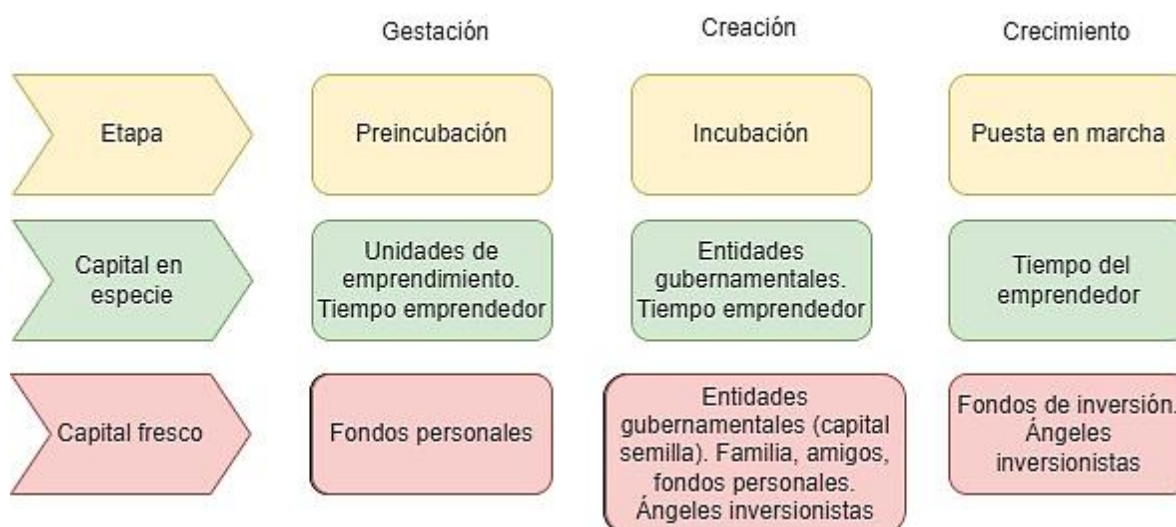 Gestación
Creación
Crecimiento
Etapa
Preincubación
Incubación
Puesta en marcha
Capital en
especie
Unidades de
emprendimiento.
Tiempo emprendedor
Entidades
gubernamentales.
Tiempo emprendedor
Tiempo del
emprendedor
Capital fresco
Fondos personales
Entidades
gubernamentales (capital
semilla). Familia, amigos,
fondos personales.
Ángeles inversionistas
Fondos de inversión.
Ángeles
inversionistas